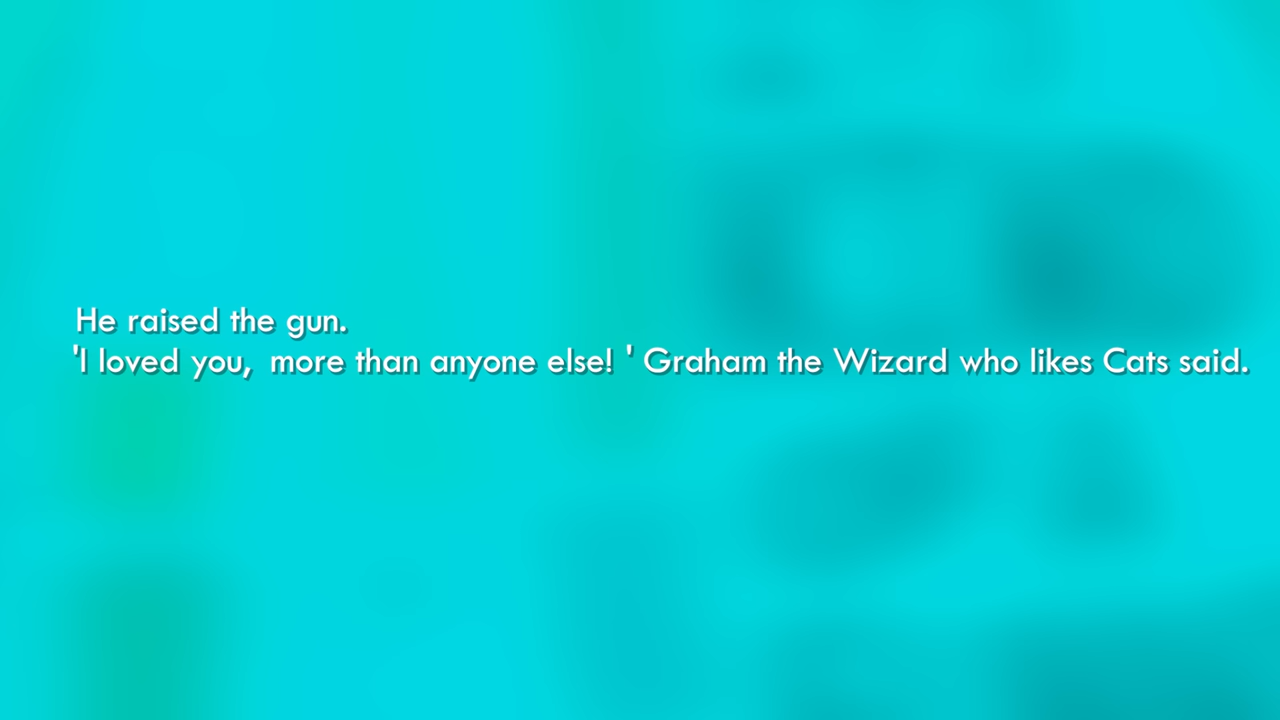 He raised the gun.
'I loved you,  more than anyone else! ' Graham the Wizard who likes Cats said.